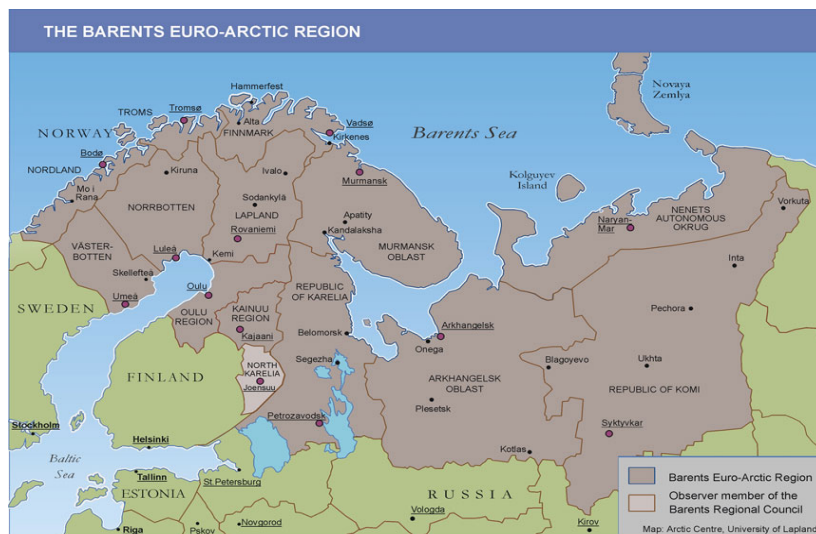 THE BARENTS EURO-ARCTIC REGION
Hammerfest
Novaya
Zemlya
TROMS
Tromsø
Alta
FINNMARK
Vadsø
Kirkenes
NORWAY
Barents Sea
Bodø
NORDLAND
Kiruna
Ivalo
Murmansk
Kolguyev
Island
Mo i
Rana
NORRBOTTEN
Sodankylä
LAPLAND
Rovaniemi
Apatity
Kandalaksha
MURMANSK
OBLAST
Naryan-
Mar
NENETS
AUTONOMOUS
OKRUG
Vorkuta
VÄSTER-
BOTTEN
Luleå
Kemi
Inta
Skellefteå
Umeå
Oulu
OULU
REGION
KAINUU
REGION
Kajaani
REPUBLIC
OF KARELIA
Belomorsk
Pechora
SWEDEN
Arkhangelsk
Onega
Segezha
NORTH
KARELIA
Joensuu
Blagoyevo
Ukhta
FINLAND
ARKHANGELSK
OBLAST
REPUBLIC OF KOMI
Plesetsk
Petrozavodsk
Syktyvkar
Stockholm
Helsinki
Kotlas
Baltic
Sea
Tallinn
ESTONIA
St.Petersburg
RUSSIA
Riga
Pskov
Novgorod
Vologda
Kirov
Barents Euro-Arctic Region
Observer member of the
Barents Regional Council
Map: Arctic Centre, University of Lapland